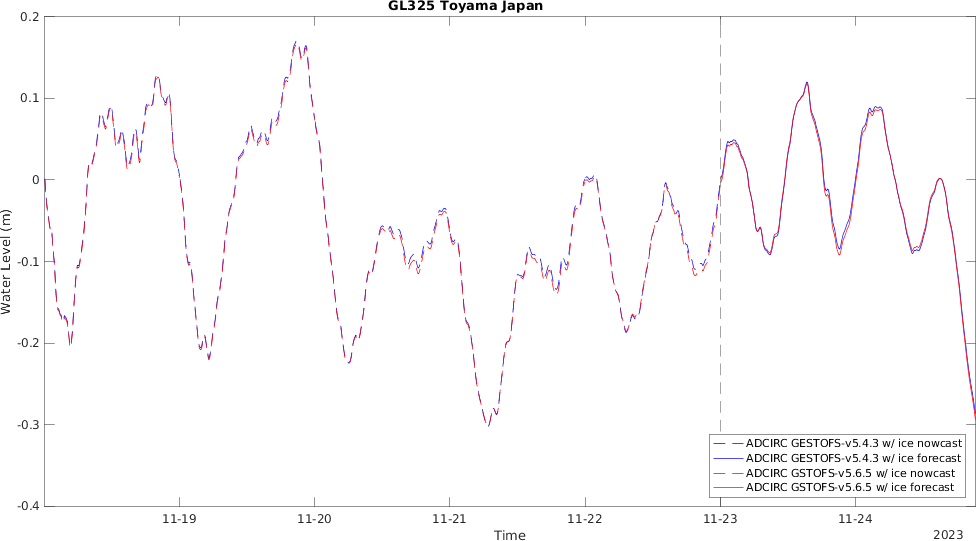 GL325 Toyama Japan
0.2
0.1
0
-0.1
-0.2
-0.3
-0.4
Water Level (m)
11-19
11-20
11-21
11-22
11-23
11-24
Time
2023
ADCIRC GESTOFS-v5.4.3 w/ ice nowcast
ADCIRC GESTOFS-v5.4.3 w/ ice forecast
ADCIRC GSTOFS-v5.6.5 w/ ice nowcast
ADCIRC GSTOFS-v5.6.5 w/ ice forecast